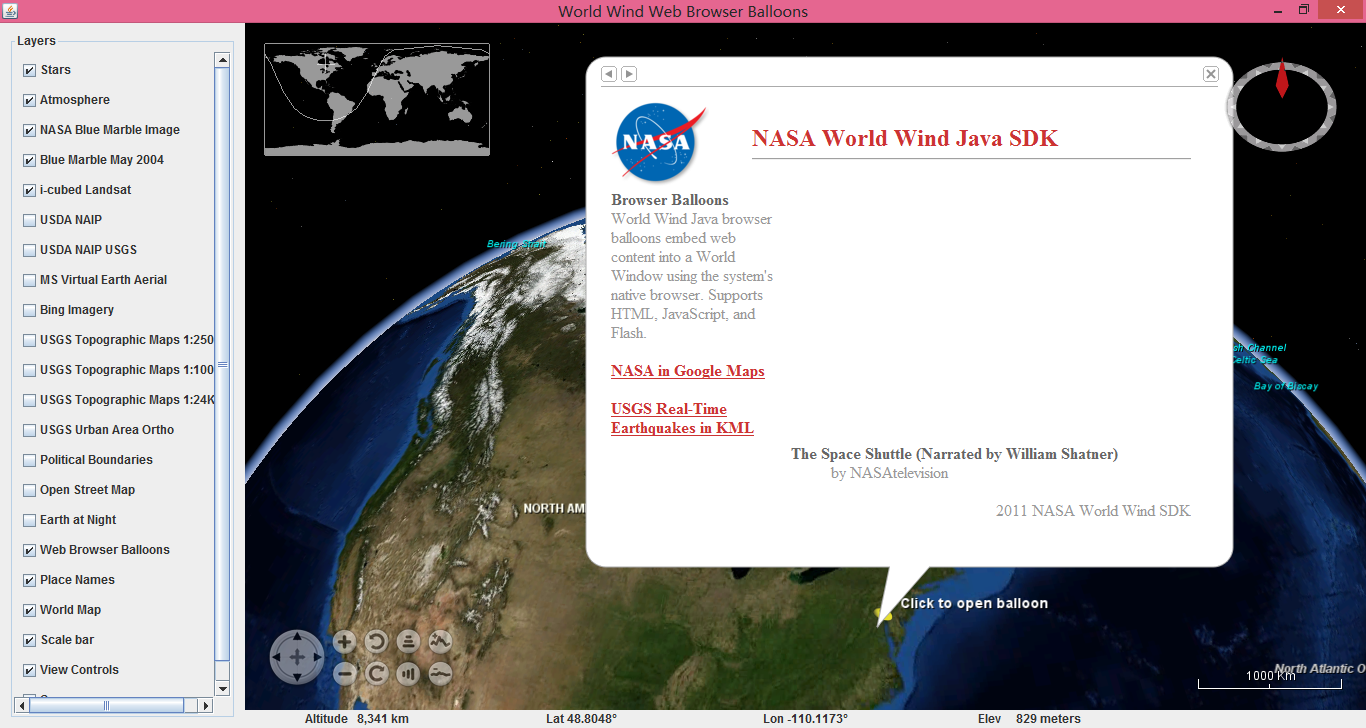 World Wind Web Browser Balloons
Layers
Stars
Atmosphere
NASA Blue Marble Image
Blue Marble May 2004
i-cubed Landsat
USDA NAIP
USDA NAIP USGS
MS Virtual Earth Aerial
Bing Imagery
USGS Topographic Maps 1:250
USGS Topographic Maps 1:100
USGS Topographic Maps 1:24K
USGS Urban Area Ortho
Political Boundaries
Open Street Map
Earth at Night
Web Browser Balloons
Place Names
World Map
Scale bar
View Controls
Bering Strait
NASA
NASA World Wind Java SDK
Browser Balloons
World Wind Java browser
balloons embed web
content into a World
Window using the system's
native browser. Supports
HTML, JavaScript, and
Flash.
NASA in Google Maps
USGS Real-Time
Earthquakes in KML
The Space Shuttle (Narrated by William Shatner)
by NASAtelevision
2011 NASA World Wind SDK
sh Channel
Celtic Sea
Bay of Biscay
NORTH AM
Click to open balloon
North Atlantic O
1000 Km
Altitude 8,341 km
Lat 48.8048°
Lon -110.1173°
Elev 829 meters